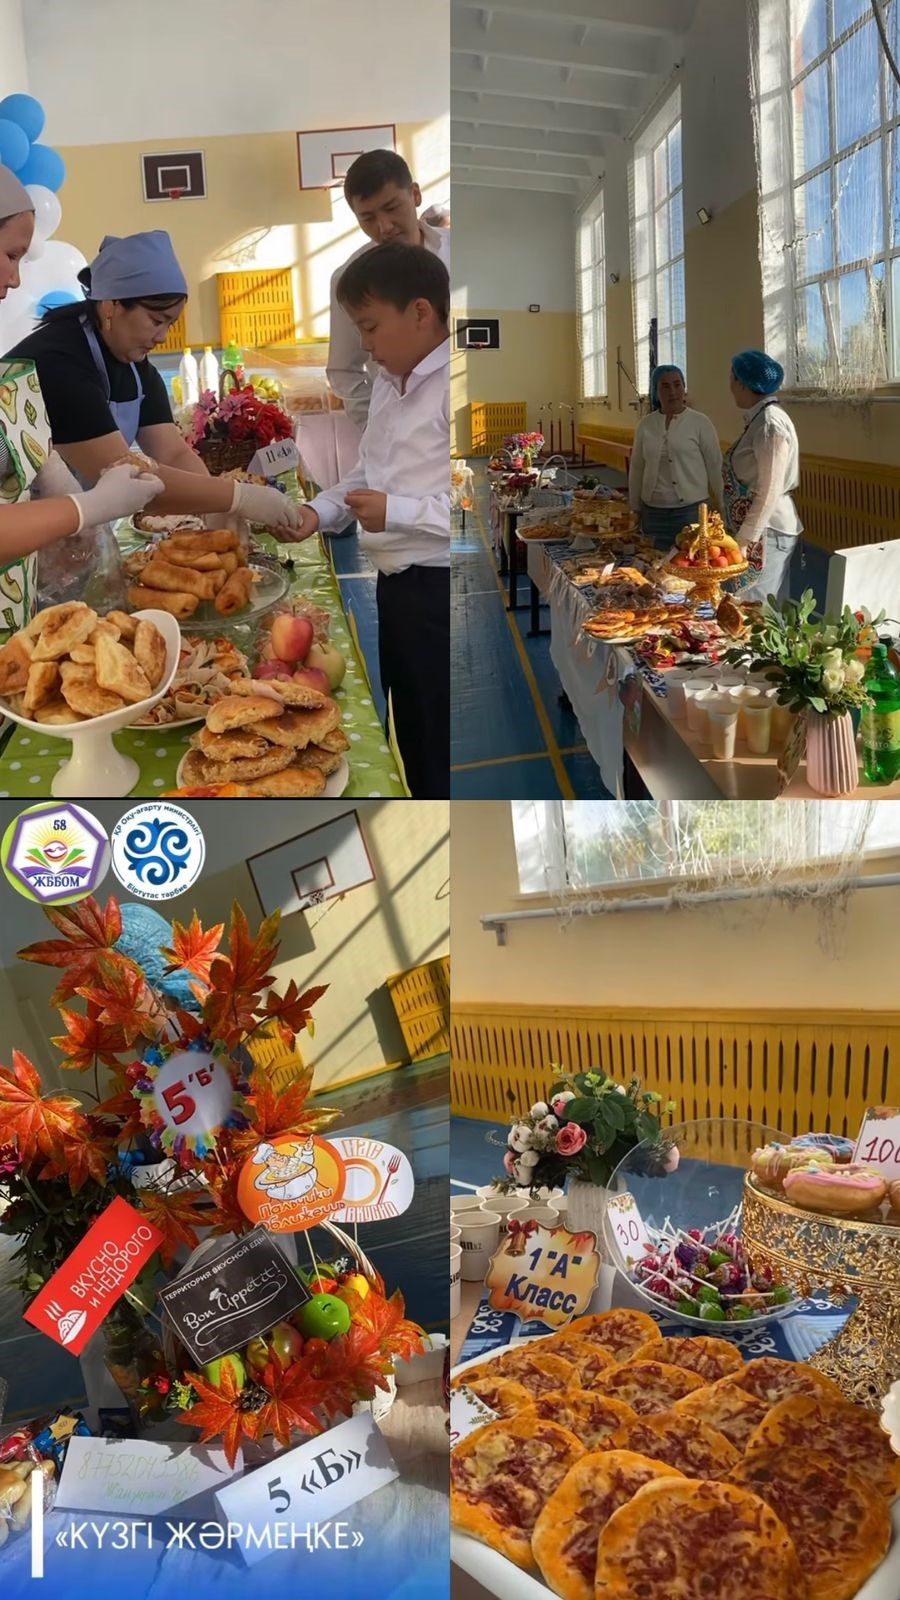 11 «А»
58
ЖББОМ
ҚР Оқу-ағарту министрлігі
Біртұтас тәрбие
5 "Б"
Пальчики
Оближешь
ВКУСНО
И НЕДОРОГО
ТЕРРИТОРИЯ ВКУСНОЙ ЕДЫ
Bon Appetit!
5 «Б»
«КҮЗГІ ЖӘРМЕҢКЕ»
100
30
1 "А"
Класс